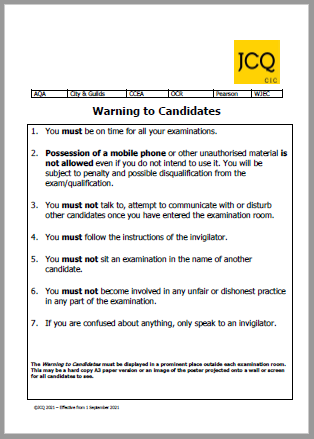 JCQ
CIC
AQA City & Guilds CCEA OCR Pearson WJEC
Warning to Candidates
1. You must be on time for all your examinations.
2. Possession of a mobile phone or other unauthorised material is
not allowed even if you do not intend to use it. You will be
subject to penalty and possible disqualification from the
exam/qualification.
3. You must not talk to, attempt to communicate with or disturb
other candidates once you have entered the examination room.
4. You must follow the instructions of the invigilator.
5. You must not sit an examination in the name of another
candidate.
6. You must not become involved in any unfair or dishonest practice
in any part of the examination.
7. If you are confused about anything, only speak to an invigilator.
The Warning to Candidates must be displayed in a prominent place outside each examination room.
This may be a hard copy A3 paper version or an image of the poster projected onto a wall or screen
for all candidates to see.
©JCQ 2021 – Effective from 1 September 2021